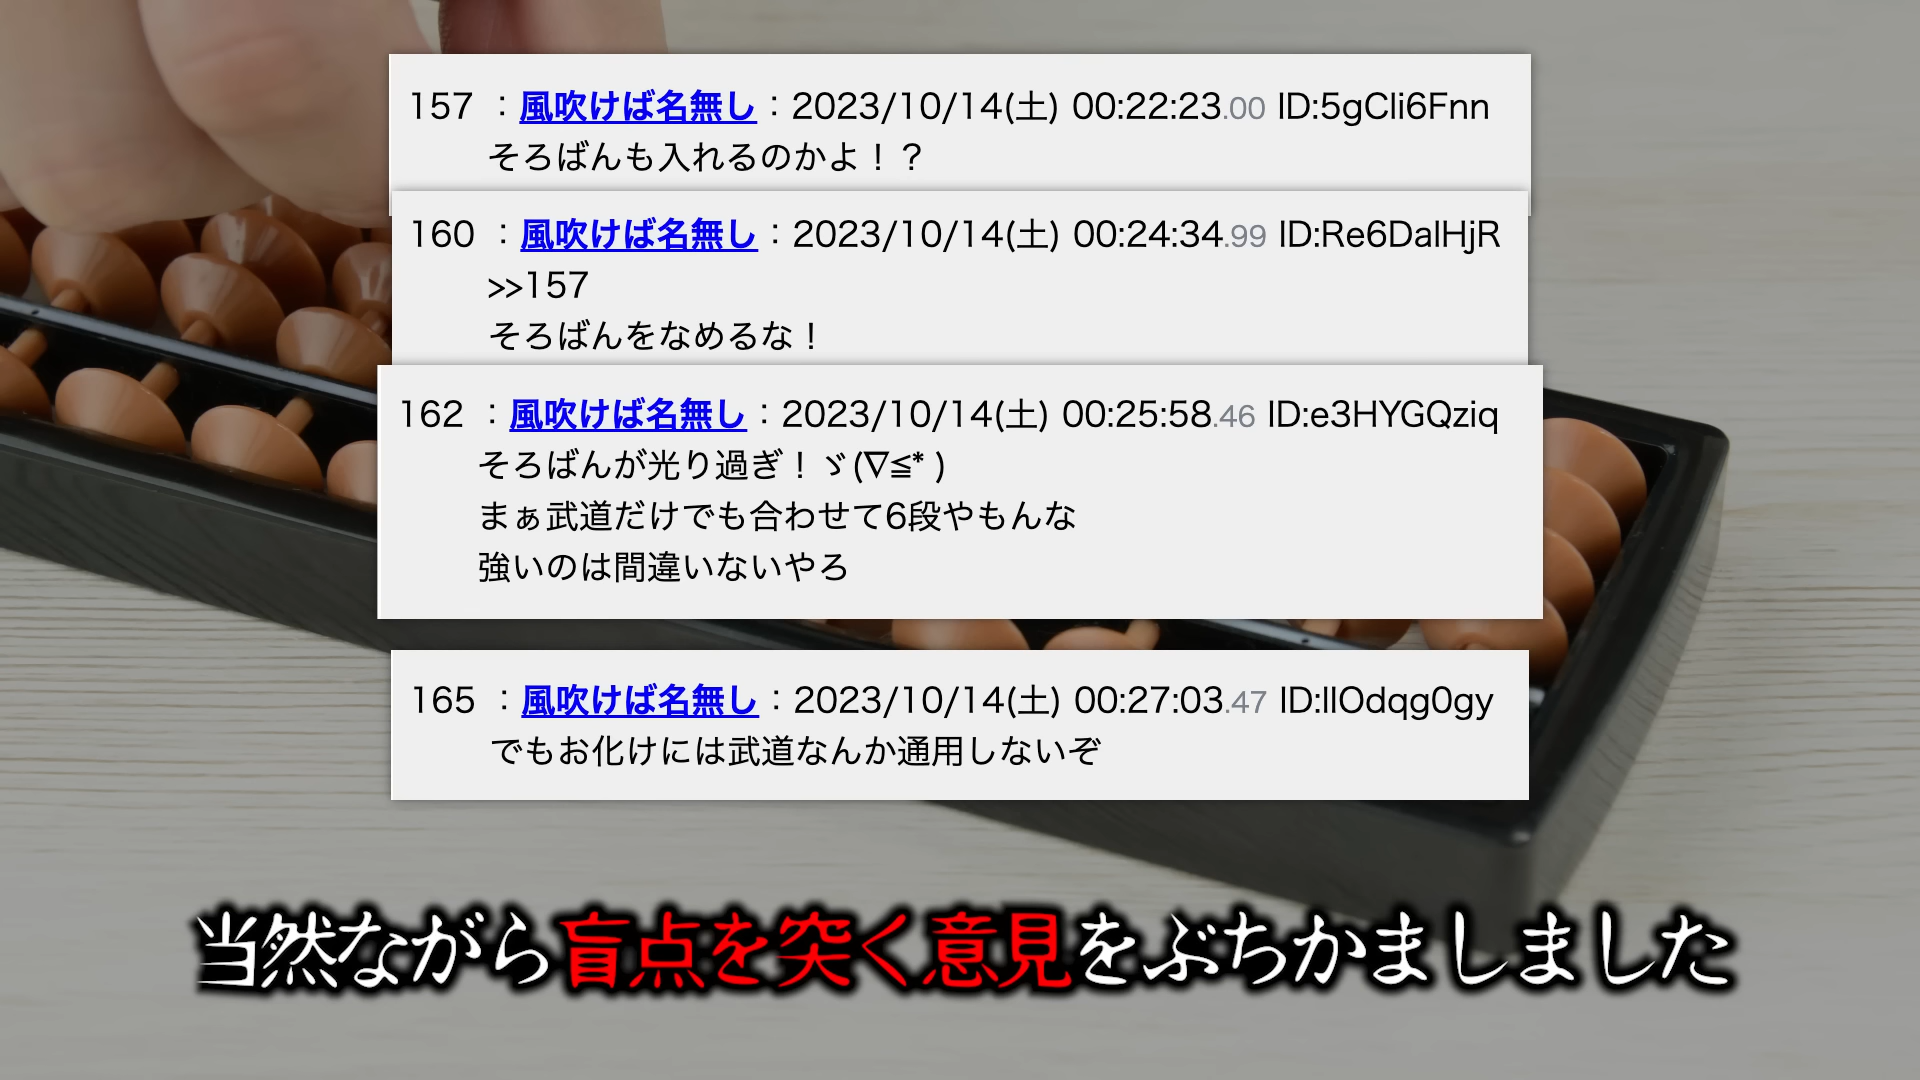 157 ：風吹けば名無し：2023/10/14(土) 00:22:23.00 ID:5gCli6Fnn
そろばんも入れるのかよ！？
160 ：風吹けば名無し：2023/10/14(土) 00:24:34.99 ID:Re6DalHjR
>>157
そろばんをなめるな！
162 ：風吹けば名無し：2023/10/14(土) 00:25:58.46 ID:e3HYGQziq
そろばんが光り過ぎ！ヾ(∇≦* )
まぁ武道だけでも合わせて6段やもんな
強いのは間違いないやろ
165 ：風吹けば名無し：2023/10/14(土) 00:27:03.47 ID:llOdqg0gy
でもお化けには武道なんか通用しないぞ
当然ながら盲点を突く意見をぶちかましました